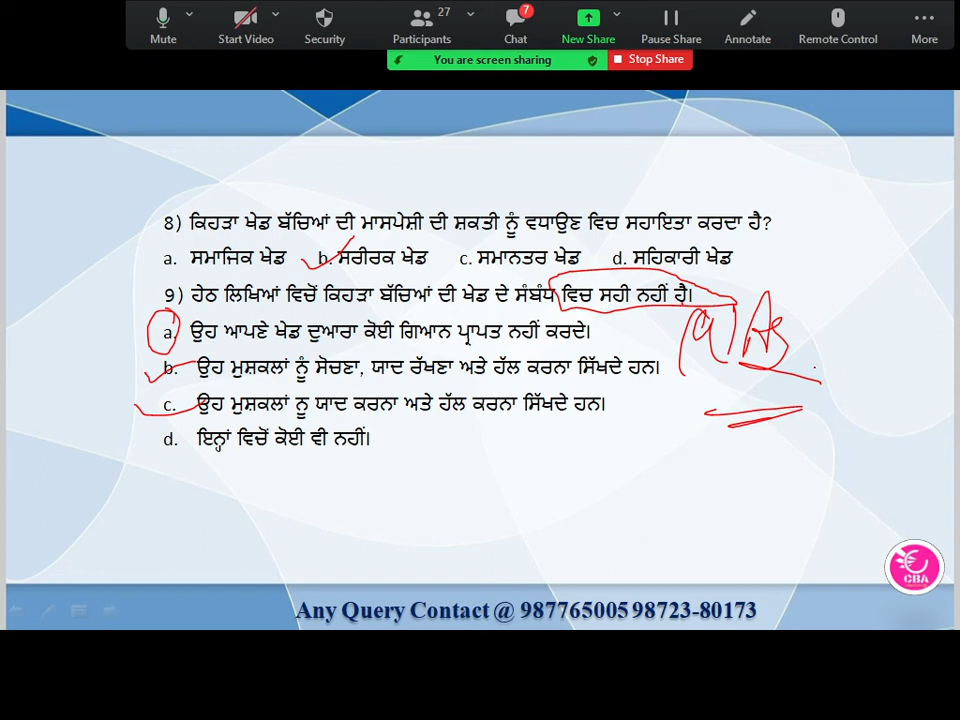 Mute
Start Video
Security
Participants
27
Chat
7
New Share
Pause Share
Annotate
Remote Control
More
You are screen sharing
Stop Share
8) ਕਿਹੜਾ ਖੇਡ ਬੱਚਿਆਂ ਦੀ ਮਾਸਪੇਸ਼ੀ ਦੀ ਸ਼ਕਤੀ ਨੂੰ ਵਧਾਉਣ ਵਿਚ ਸਹਾਇਤਾ ਕਰਦਾ ਹੈ?
a. ਸਮਾਜਿਕ ਖੇਡ b. ਸਰੀਰਕ ਖੇਡ c. ਸਮਾਨਤਰ ਖੇਡ d. ਸਹਿਕਾਰੀ ਖੇਡ
9) ਹੇਠ ਲਿਖਿਆਂ ਵਿਚੋਂ ਕਿਹੜਾ ਬੱਚਿਆਂ ਦੀ ਖੇਡ ਦੇ ਸੰਬੰਧ ਵਿਚ ਸਹੀ ਨਹੀਂ ਹੈ।
a. ਉਹ ਆਪਣੇ ਖੇਡ ਦੁਆਰਾ ਕੋਈ ਗਿਆਨ ਪ੍ਰਾਪਤ ਨਹੀਂ ਕਰਦੇ।
b. ਉਹ ਮੁਸ਼ਕਲਾਂ ਨੂੰ ਸੋਚਣਾ, ਯਾਦ ਰੱਖਣਾ ਅਤੇ ਹੱਲ ਕਰਨਾ ਸਿੱਖਦੇ ਹਨ।
c. ਉਹ ਮੁਸ਼ਕਲਾਂ ਨੂ ਯਾਦ ਕਰਨਾ ਅਤੇ ਹੱਲ ਕਰਨਾ ਸਿੱਖਦੇ ਹਨ।
d. ਇਨ੍ਹਾਂ ਵਿਚੋਂ ਕੋਈ ਵੀ ਨਹੀਂ।
CBA
Any Query Contact @ 9877650059​8723-80173